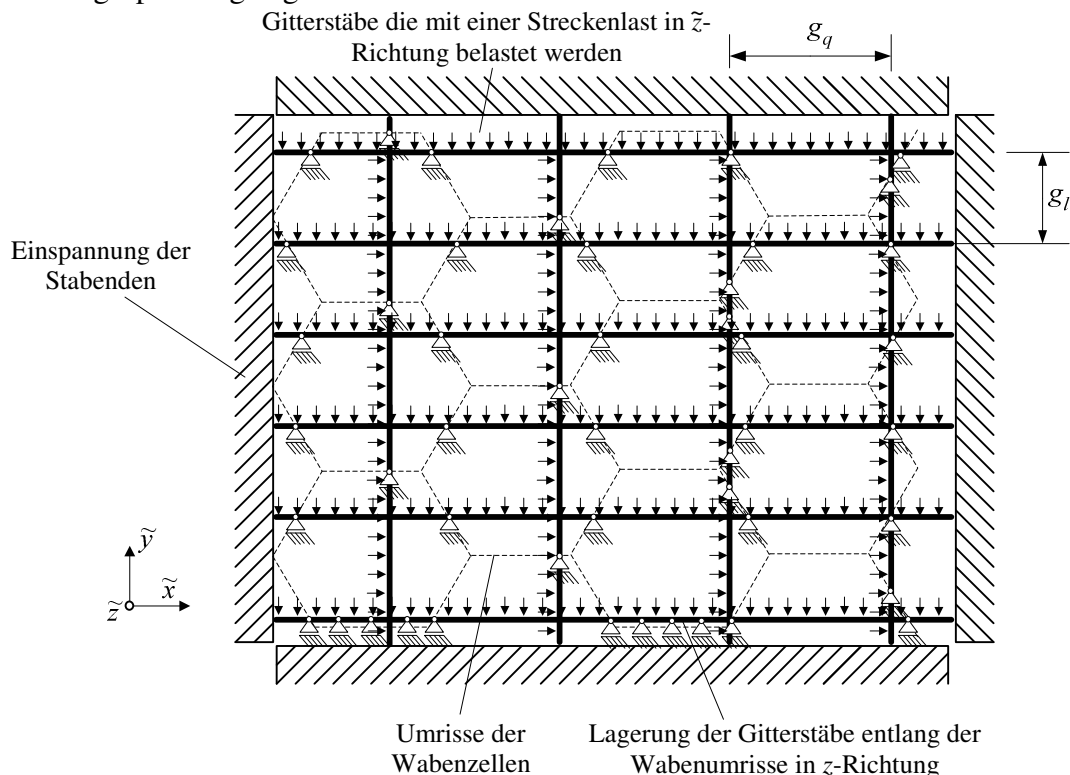 Gitterstäbe die mit einer Streckenlast in z̃-
Richtung belastet werden
g_q
g_l
Einspannung der
Stabenden
ỹ
x̃
z̃
Umrisse der
Wabenzellen
Lagerung der Gitterstäbe entlang der
Wabenumrisse in z-Richtung